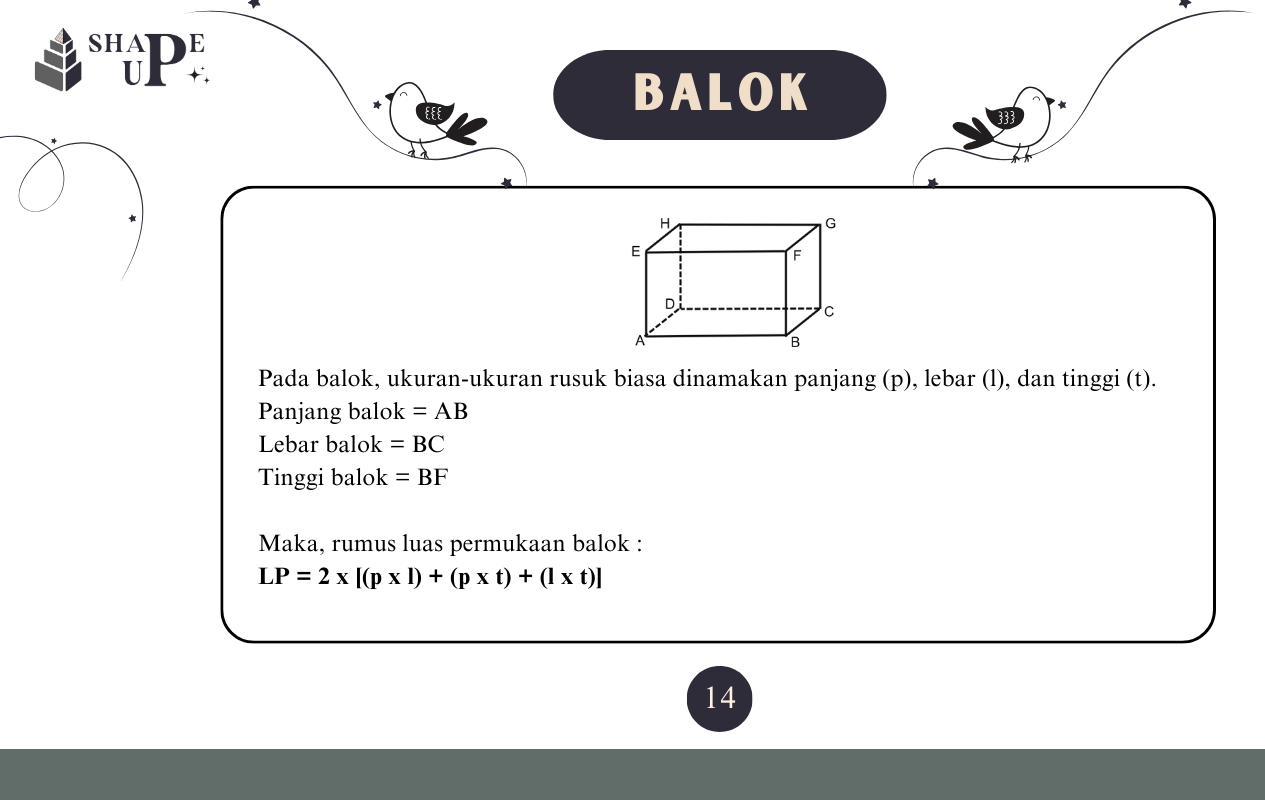 SHAPE
UP
BALOK
H
G
E
F
D
C
A
B
Pada balok, ukuran-ukuran rusuk biasa dinamakan panjang (p), lebar (l), dan tinggi (t).
Panjang balok = AB
Lebar balok = BC
Tinggi balok = BF
Maka, rumus luas permukaan balok :
LP = 2 x [(p x l) + (p x t) + (l x t)]
14